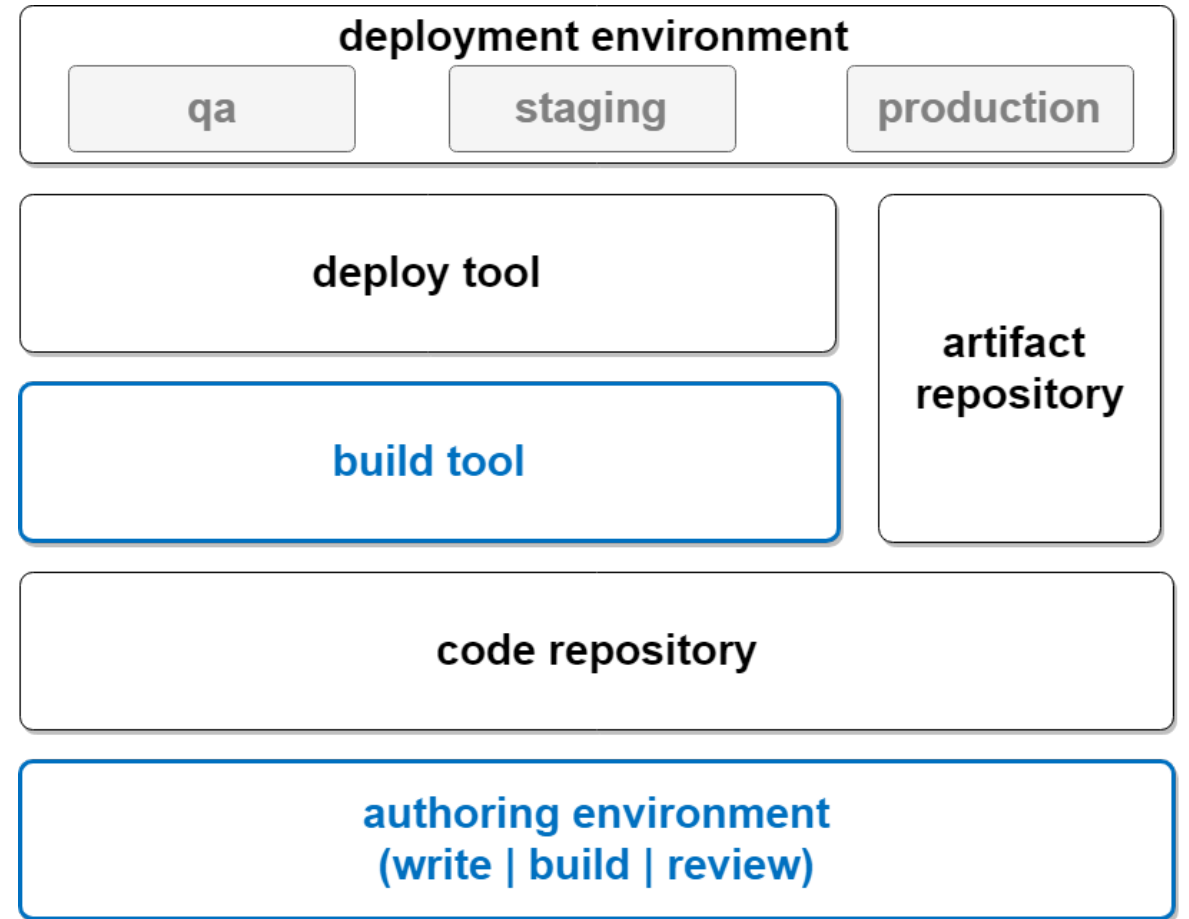 deployment environment
qa
staging
production
deploy tool
artifact
repository
build tool
code repository
authoring environment
(write | build | review)